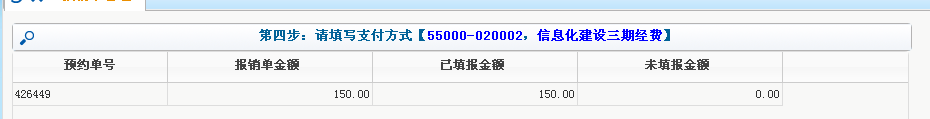 第四步：请填写支付方式【55000-020002，信息化建设三期经费】
预约单号 报销单金额 已填报金额 未填报金额
426449 150.00 150.00 0.00